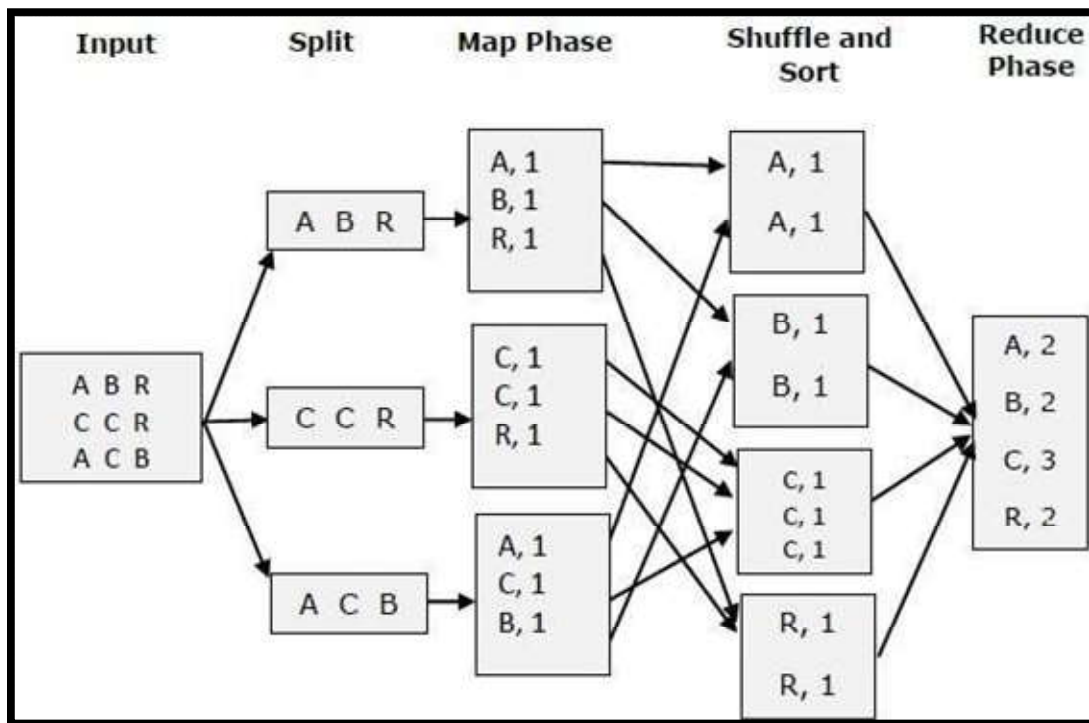 Input
Split
Map Phase
Shuffle and
Sort
Reduce
Phase
A B R
C C R
A C B
A B R
C C R
A C B
A, 1
B, 1
R, 1
C, 1
C, 1
R, 1
A, 1
C, 1
B, 1
A, 1
A, 1
B, 1
B, 1
C, 1
C, 1
C, 1
R, 1
R, 1
A, 2
B, 2
C, 3
R, 2